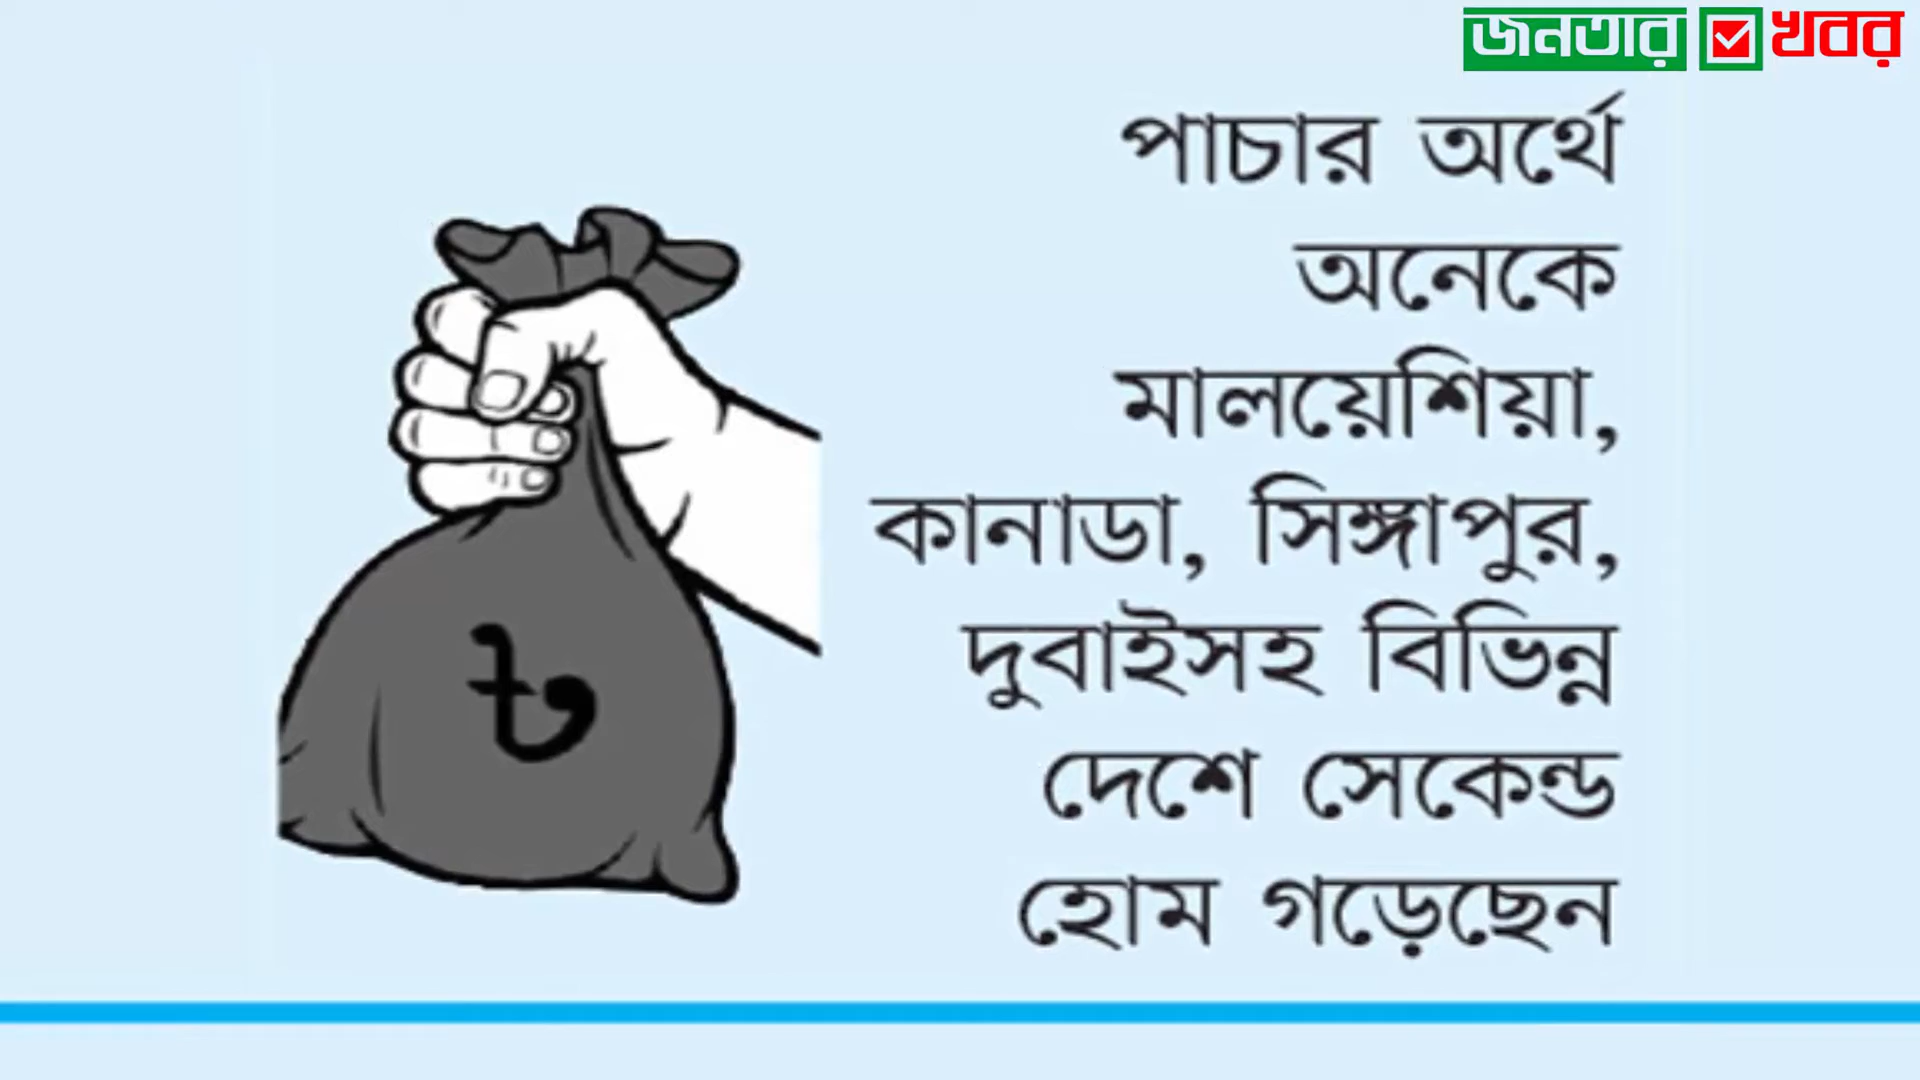 জনতার খবর
পাচার অর্থে
অনেকে
মালয়েশিয়া,
কানাডা, সিঙ্গাপুর,
দুবাইসহ বিভিন্ন
দেশে সেকেন্ড
হোম গড়েছেন
৳